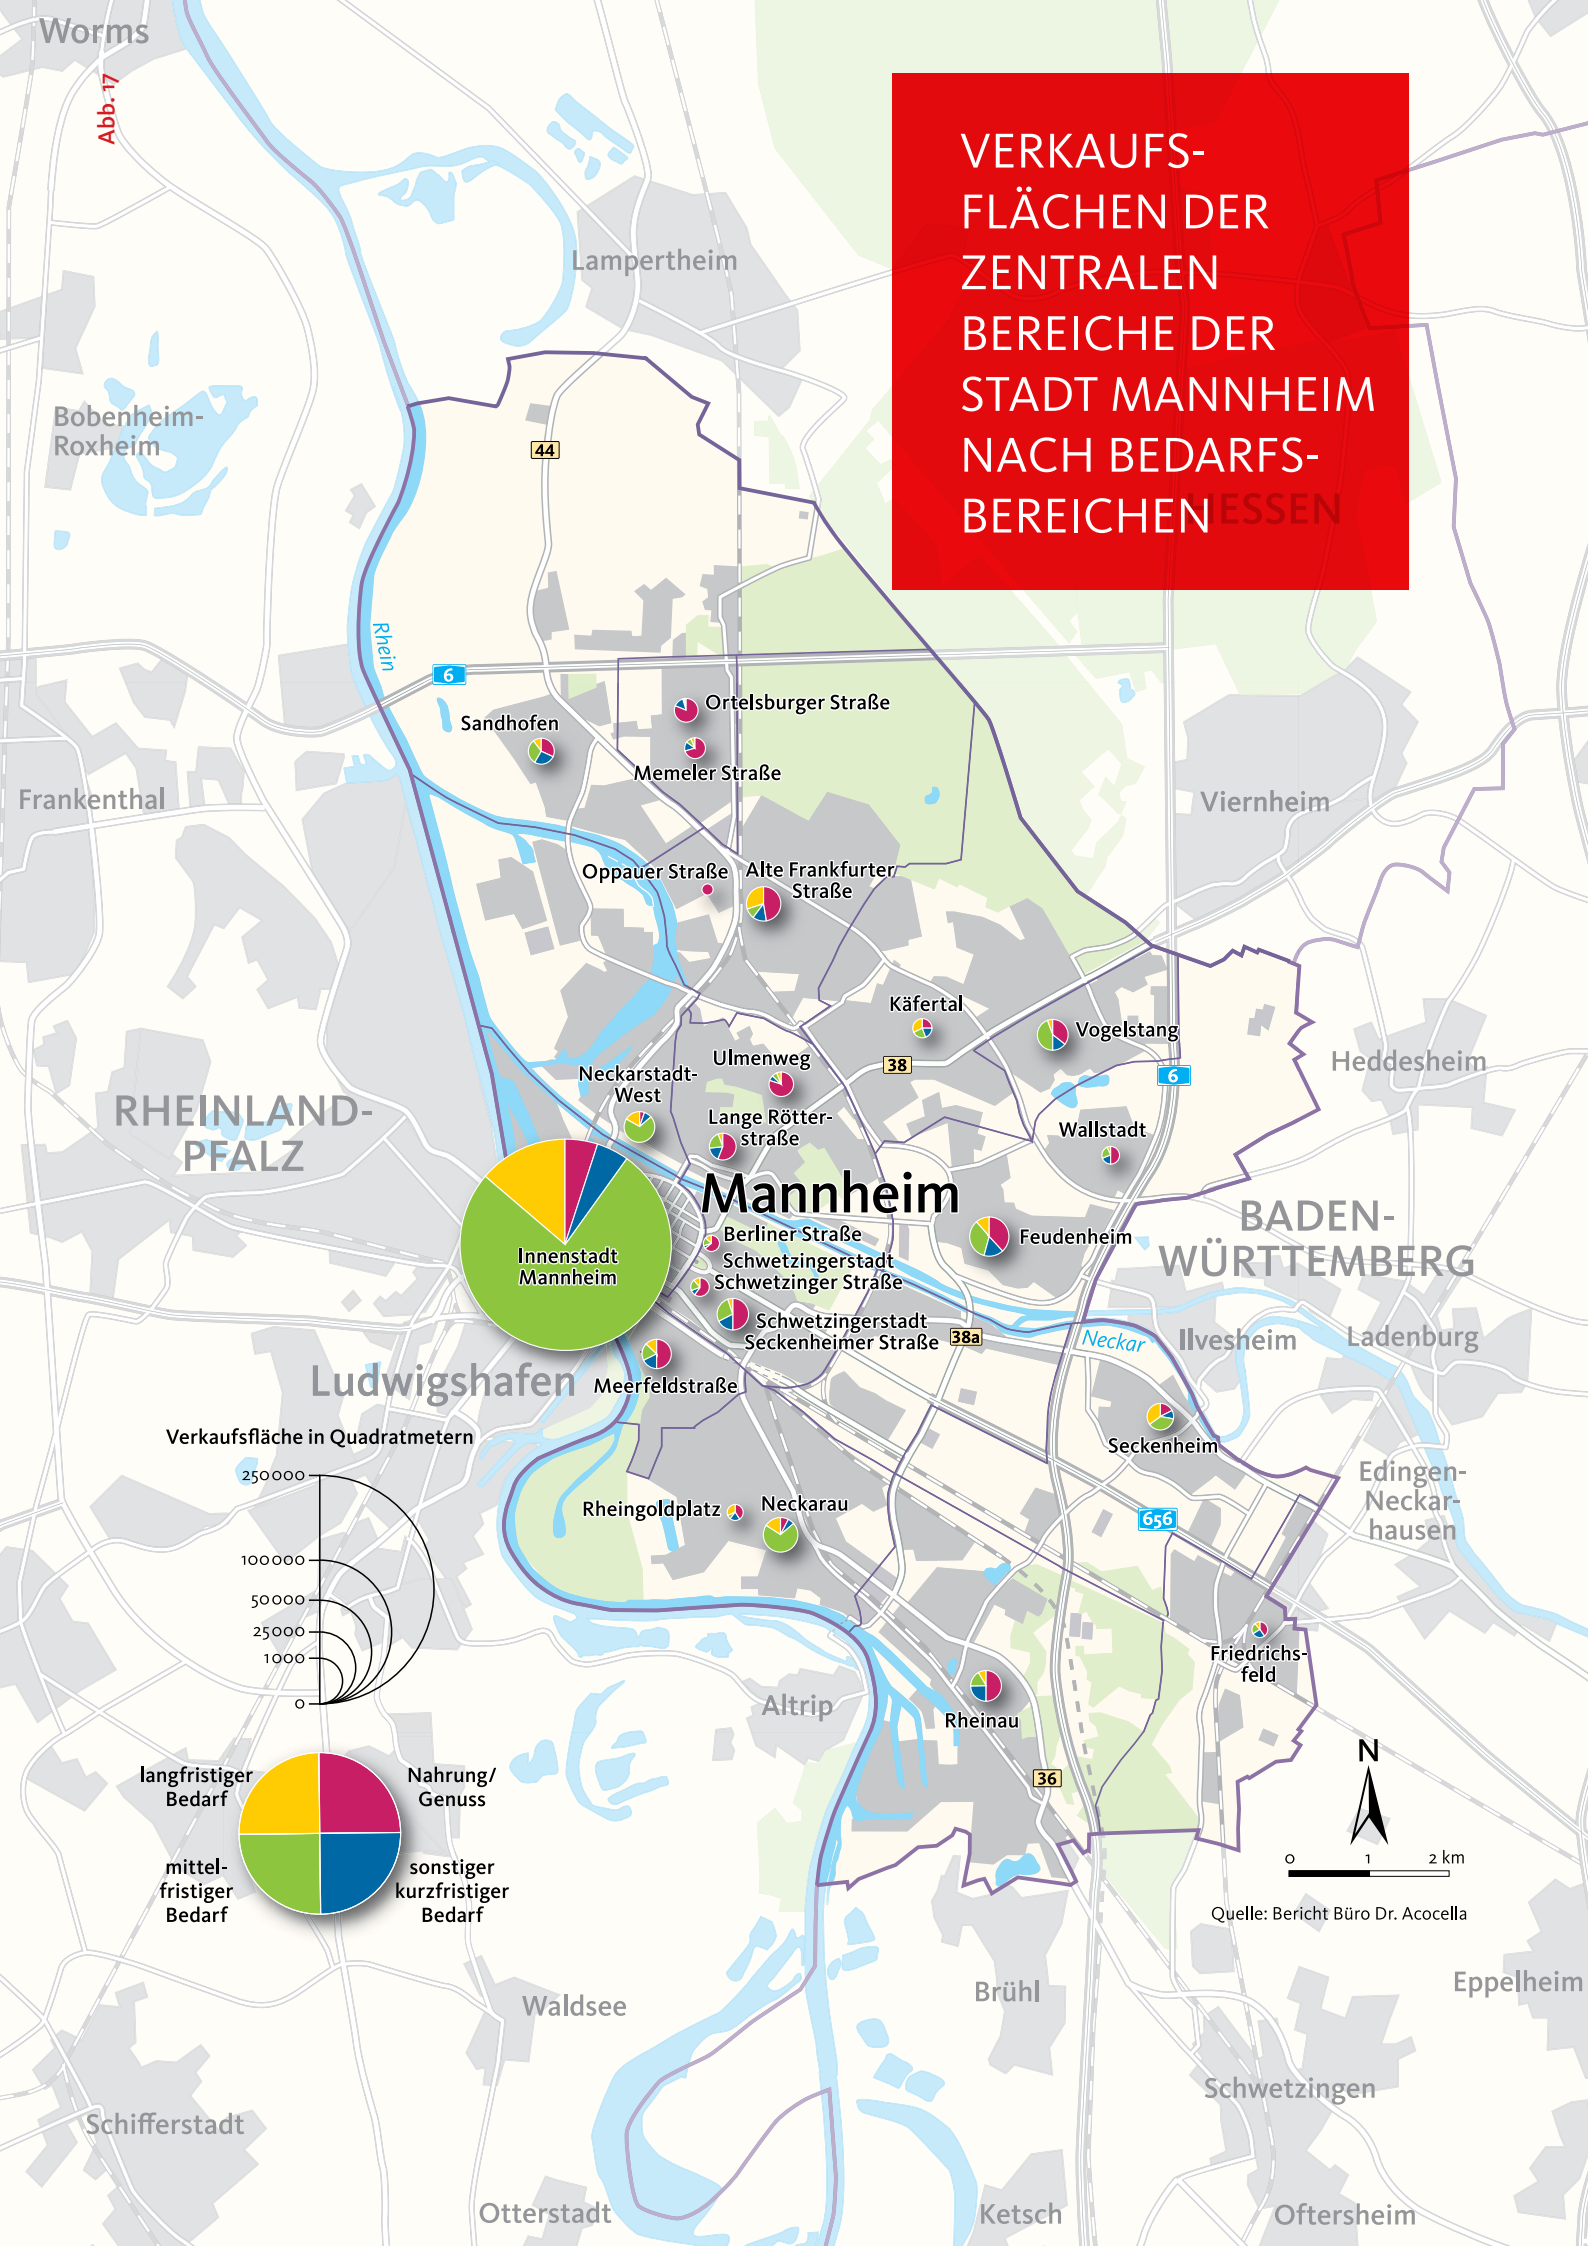 Worms
Abb. 17
VERKAUFS-
FLÄCHEN DER
ZENTRALEN
BEREICHE DER
STADT MANNHEIM
NACH BEDARFS-
BEREICHEN
HESSEN
Lampertheim
Bobenheim-
Roxheim
44
Rhein
6
Ortelsburger Straße
Sandhofen
Memeler Straße
Frankenthal
Viernheim
Oppauer Straße
Alte Frankfurter
Straße
Käfertal
Vogelstang
Ulmenweg
38
6
Heddesheim
Neckarstadt-
West
RHEINLAND-
PFALZ
Lange Rötter-
straße
Wallstadt
Mannheim
BADEN-
WÜRTTEMBERG
Berliner Straße
Feudenheim
Innenstadt
Mannheim
Schwetzingerstadt
Schwetzinger Straße
Schwetzingerstadt
Seckenheimer Straße
38a
Neckar
Ilvesheim
Ladenburg
Ludwigshafen
Meerfeldstraße
Seckenheim
Verkaufsfläche in Quadratmetern
250000
100000
50000
25000
1000
0
Edingen-
Neckar-
hausen
Rheingoldplatz
Neckarau
656
Friedrichs-
feld
Altrip
Rheinau
36
langfristiger
Bedarf
Nahrung/
Genuss
mittel-
fristiger
Bedarf
sonstiger
kurzfristiger
Bedarf
N
0 1 2 km
Quelle: Bericht Büro Dr. Acocella
Waldsee
Brühl
Eppelheim
Schwetzingen
Schifferstadt
Otterstadt
Ketsch
Oftersheim